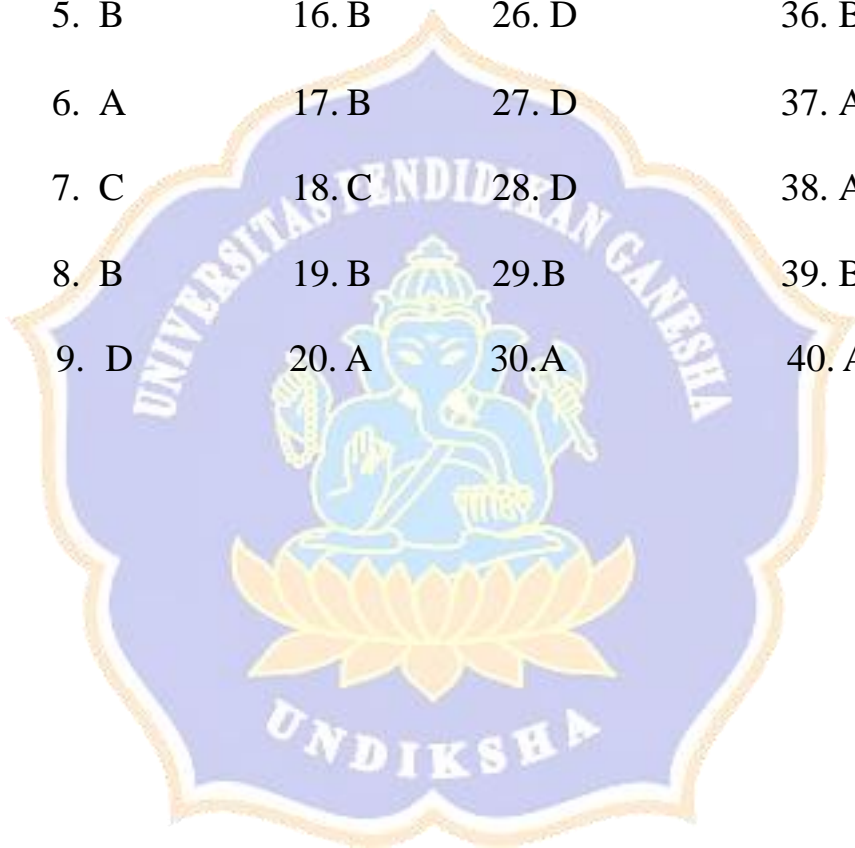 5. B 16. B 26. D 36. B
6. A 17. B 27. D 37. A
7. C 18. C 28. D 38. A
8. B 19. B 29.B 39. B
9. D 20. A 30.A 40. A
UNIVERSITAS PENDIDIKAN GANESHA
UNDIKSHA